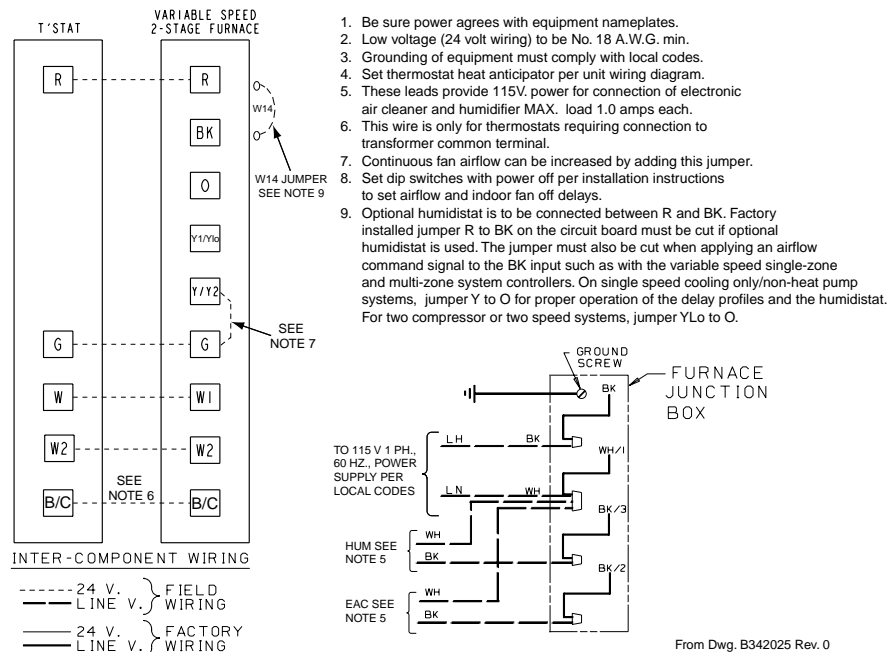 T'STAT
VARIABLE SPEED
2-STAGE FURNACE
R
R
W14
BK
W14 JUMPER
SEE NOTE 9
O
Y1/Ylo
Y/Y2
SEE
NOTE 7
G
G
W
W1
W2
W2
SEE
NOTE 6
B/C
B/C
INTER-COMPONENT WIRING
24 V.
LINE V.
FIELD
WIRING
24 V.
LINE V.
FACTORY
WIRING
1. Be sure power agrees with equipment nameplates.
2. Low voltage (24 volt wiring) to be No. 18 A.W.G. min.
3. Grounding of equipment must comply with local codes.
4. Set thermostat heat anticipator per unit wiring diagram.
5. These leads provide 115V. power for connection of electronic
air cleaner and humidifier MAX. load 1.0 amps each.
6. This wire is only for thermostats requiring connection to
transformer common terminal.
7. Continuous fan airflow can be increased by adding this jumper.
8. Set dip switches with power off per installation instructions
to set airflow and indoor fan off delays.
9. Optional humidistat is to be connected between R and BK. Factory
installed jumper R to BK on the circuit board must be cut if optional
humidistat is used. The jumper must also be cut when applying an airflow
command signal to the BK input such as with the variable speed single-zone
and multi-zone system controllers. On single speed cooling only/non-heat pump
systems, jumper Y to O for proper operation of the delay profiles and the humidistat.
For two compressor or two speed systems, jumper YLo to O.
GROUND
SCREW
FURNACE
JUNCTION
BOX
BK
TO 115 V 1 PH.,
60 HZ., POWER
SUPPLY PER
LOCAL CODES
LH
BK
WH/1
LN
WH
BK/3
HUM SEE
NOTE 5
WH
BK
BK/2
EAC SEE
NOTE 5
WH
BK
From Dwg. B342025 Rev. 0